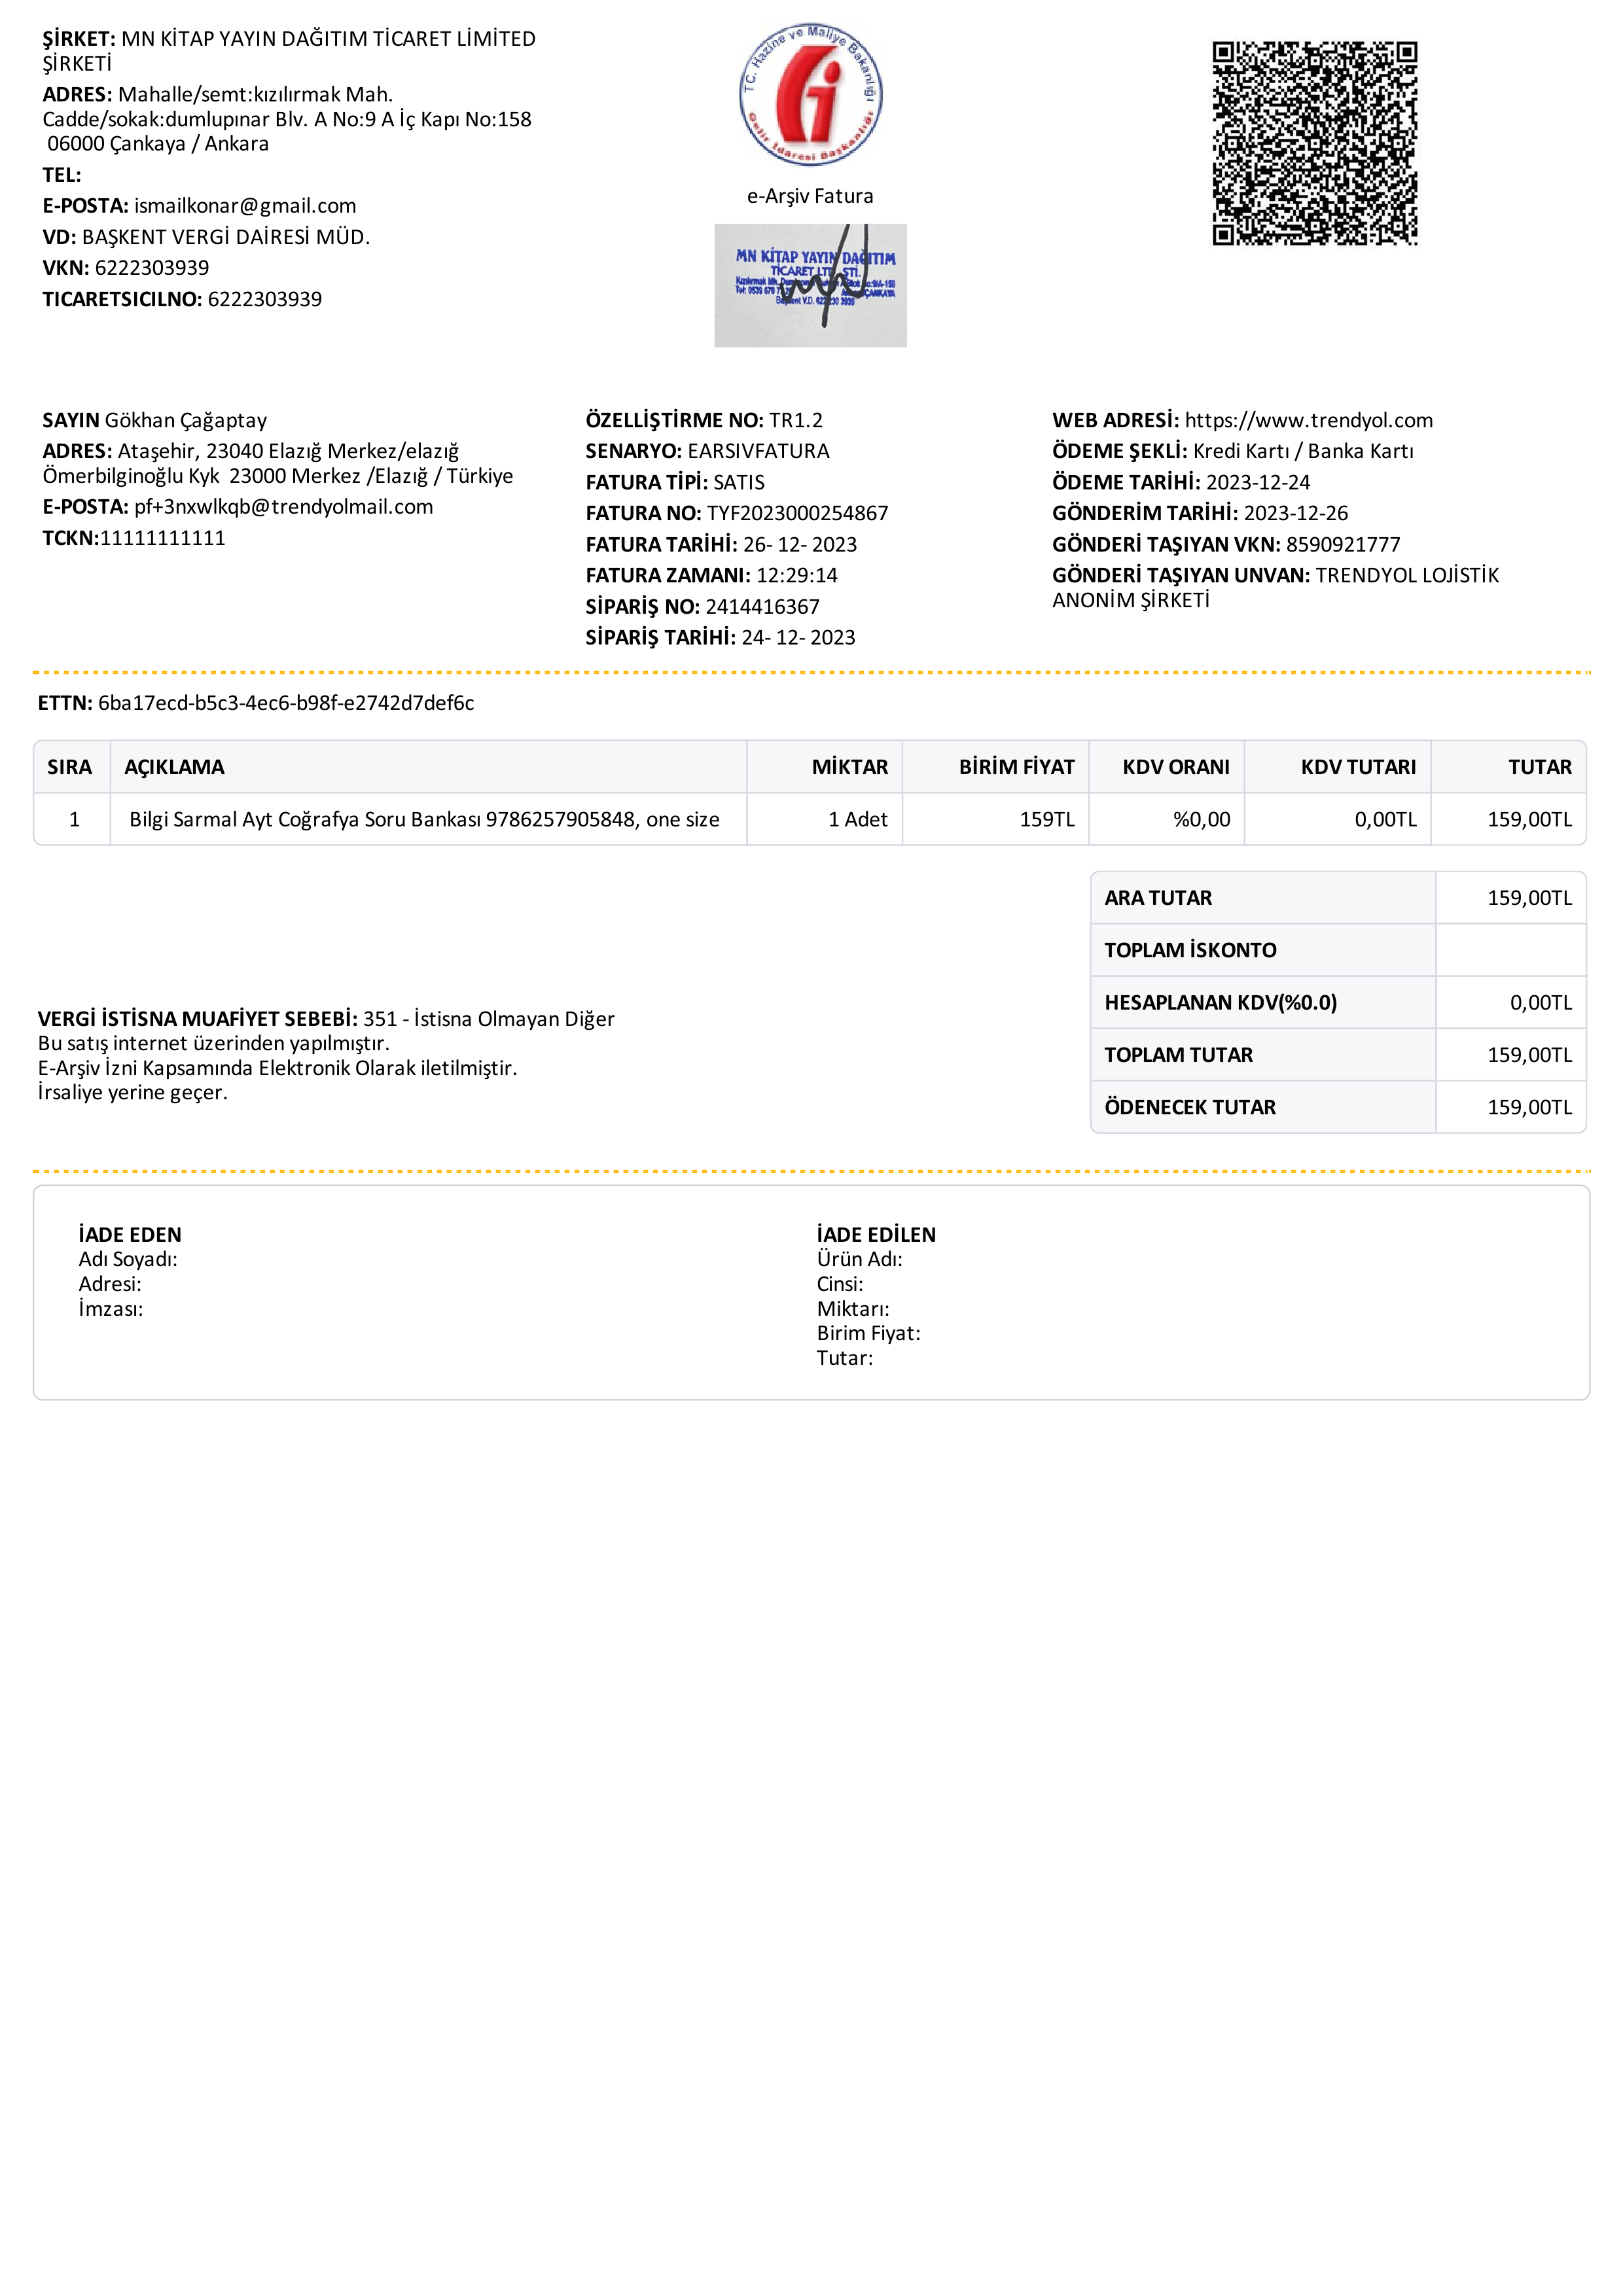 ŞİRKET: MN KİTAP YAYIN DAĞITIM TİCARET LİMİTED
ŞİRKETİ
ADRES: Mahalle/semt:kızılırmak Mah.
Cadde/sokak:dumlupınar Blv. A No:9 A İç Kapı No:158
06000 Çankaya / Ankara
TEL:
E-POSTA: ismailkonar@gmail.com
VD: BAŞKENT VERGİ DAİRESİ MÜD.
VKN: 6222303939
TICARETSICILNO: 6222303939
T.C. Hazine ve Maliye Bakanlığı
Gelir İdaresi Başkanlığı
e-Arşiv Fatura
MN KİTAP YAYIN DAĞITIM
TİCARET LTD. ŞTİ.
SAYIN Gökhan Çağaptay
ADRES: Ataşehir, 23040 Elazığ Merkez/elazığ
Ömerbilginoğlu Kyk 23000 Merkez /Elazığ / Türkiye
E-POSTA: pf+3nxwlkqb@trendyolmail.com
TCKN:11111111111
ÖZELLİŞTİRME NO: TR1.2
SENARYO: EARSIVFATURA
FATURA TİPİ: SATIS
FATURA NO: TYF2023000254867
FATURA TARİHİ: 26- 12- 2023
FATURA ZAMANI: 12:29:14
SİPARİŞ NO: 2414416367
SİPARİŞ TARİHİ: 24- 12- 2023
WEB ADRESİ: https://www.trendyol.com
ÖDEME ŞEKLİ: Kredi Kartı / Banka Kartı
ÖDEME TARİHİ: 2023-12-24
GÖNDERİM TARİHİ: 2023-12-26
GÖNDERİ TAŞIYAN VKN: 8590921777
GÖNDERİ TAŞIYAN UNVAN: TRENDYOL LOJİSTİK
ANONİM ŞİRKETİ
ETTN: 6ba17ecd-b5c3-4ec6-b98f-e2742d7def6c
SIRA AÇIKLAMA MİKTAR BİRİM FİYAT KDV ORANI KDV TUTARI TUTAR
1 Bilgi Sarmal Ayt Coğrafya Soru Bankası 9786257905848, one size 1 Adet 159TL %0,00 0,00TL 159,00TL
ARA TUTAR 159,00TL
TOPLAM İSKONTO
HESAPLANAN KDV(%0.0) 0,00TL
TOPLAM TUTAR 159,00TL
ÖDENECEK TUTAR 159,00TL
VERGİ İSTİSNA MUAFİYET SEBEBİ: 351 - İstisna Olmayan Diğer
Bu satış internet üzerinden yapılmıştır.
E-Arşiv İzni Kapsamında Elektronik Olarak iletilmiştir.
İrsaliye yerine geçer.
İADE EDEN
Adı Soyadı:
Adresi:
İmzası:
İADE EDİLEN
Ürün Adı:
Cinsi:
Miktarı:
Birim Fiyat:
Tutar: